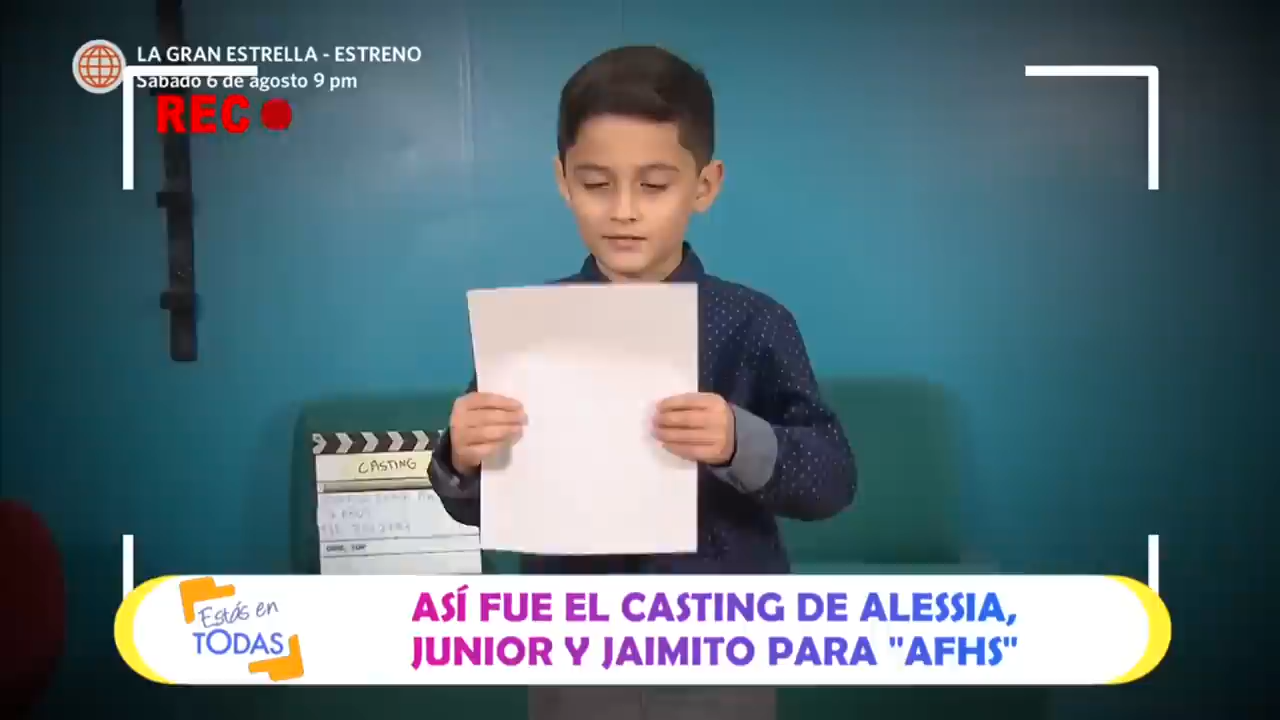 LA GRAN ESTRELLA - ESTRENO
Sábado 6 de agosto 9 pm
REC
CASTING
Estás en
TODAS
ASÍ FUE EL CASTING DE ALESSIA,
JUNIOR Y JAIMITO PARA "AFHS"